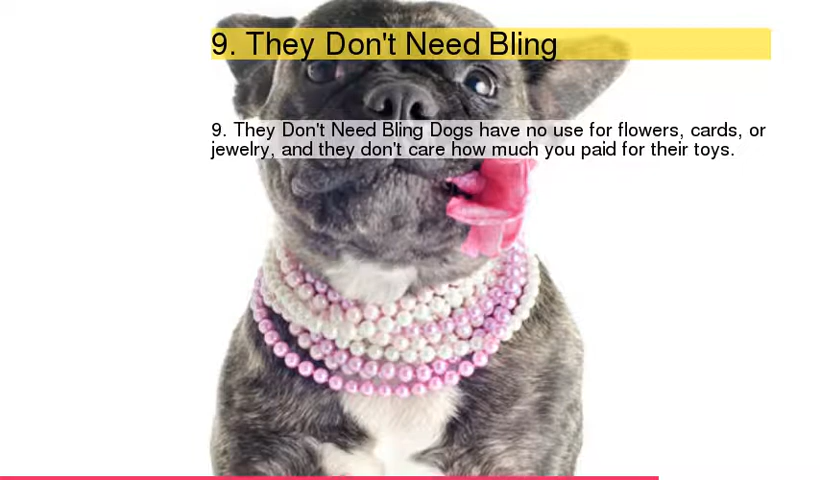 9. They Don't Need Bling
9. They Don't Need Bling Dogs have no use for flowers, cards, or
jewelry, and they don't care how much you paid for their toys.